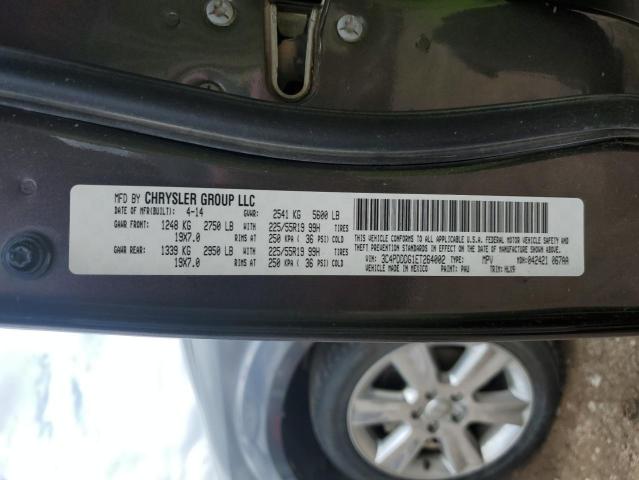 MFD BY CHRYSLER GROUP LLC
DATE OF MFR(BUILT): 4-14 GVWR: 2541 KG 5600 LB
GAWR FRONT: 1248 KG 2750 LB WITH 225/55R19 99H TIRES
19X7.0 RIMS AT 250 KPA ( 36 PSI) COLD
GAWR REAR: 1339 KG 2950 LB WITH 225/55R19 99H TIRES
19X7.0 RIMS AT 250 KPA ( 36 PSI) COLD
THIS VEHICLE CONFORMS TO ALL APPLICABLE U.S.A. FEDERAL MOTOR VEHICLE SAFETY AND
THEFT PREVENTION STANDARDS IN EFFECT ON THE DATE OF MANUFACTURE SHOWN ABOVE.
VIN: 3C4PDDDG1ET264002 TYPE: MPV MDH: 042421 067AA
VEHICLE MADE IN MEXICO PAINT: PAU TRIM: HLX9